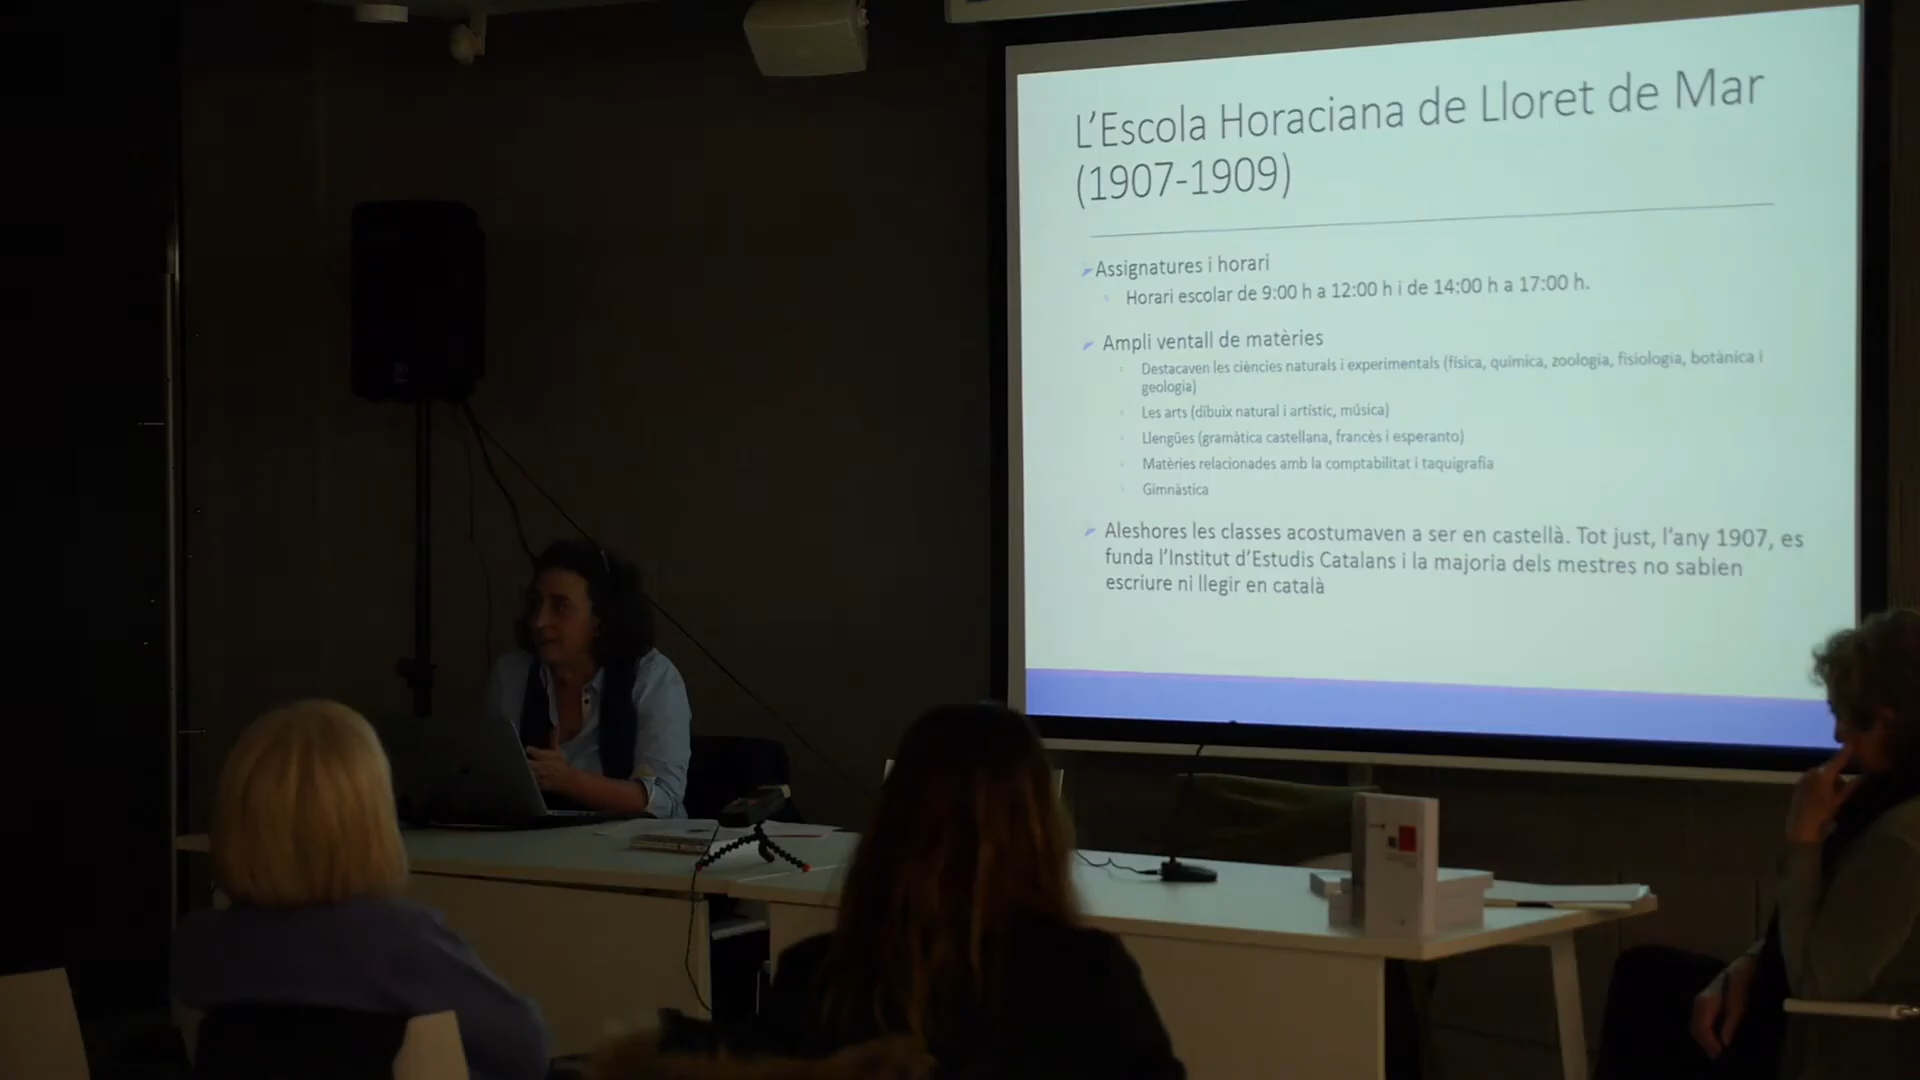 L'Escola Horaciana de Lloret de Mar
(1907-1909)
Assignatures i horari
Horari escolar de 9:00 h a 12:00 h i de 14:00 h a 17:00 h.
Ampli ventall de matèries
Destacaven les ciències naturals i experimentals (física, química, zoologia, fisiologia, botànica i
geologia)
Les arts (dibuix natural i artístic, música)
Llengües (gramàtica castellana, francès i esperanto)
Matèries relacionades amb la comptabilitat i taquigrafia
Gimnàstica
Aleshores les classes acostumaven a ser en castellà. Tot just, l'any 1907, es
funda l'Institut d'Estudis Catalans i la majoria dels mestres no sabien
escriure ni llegir en català